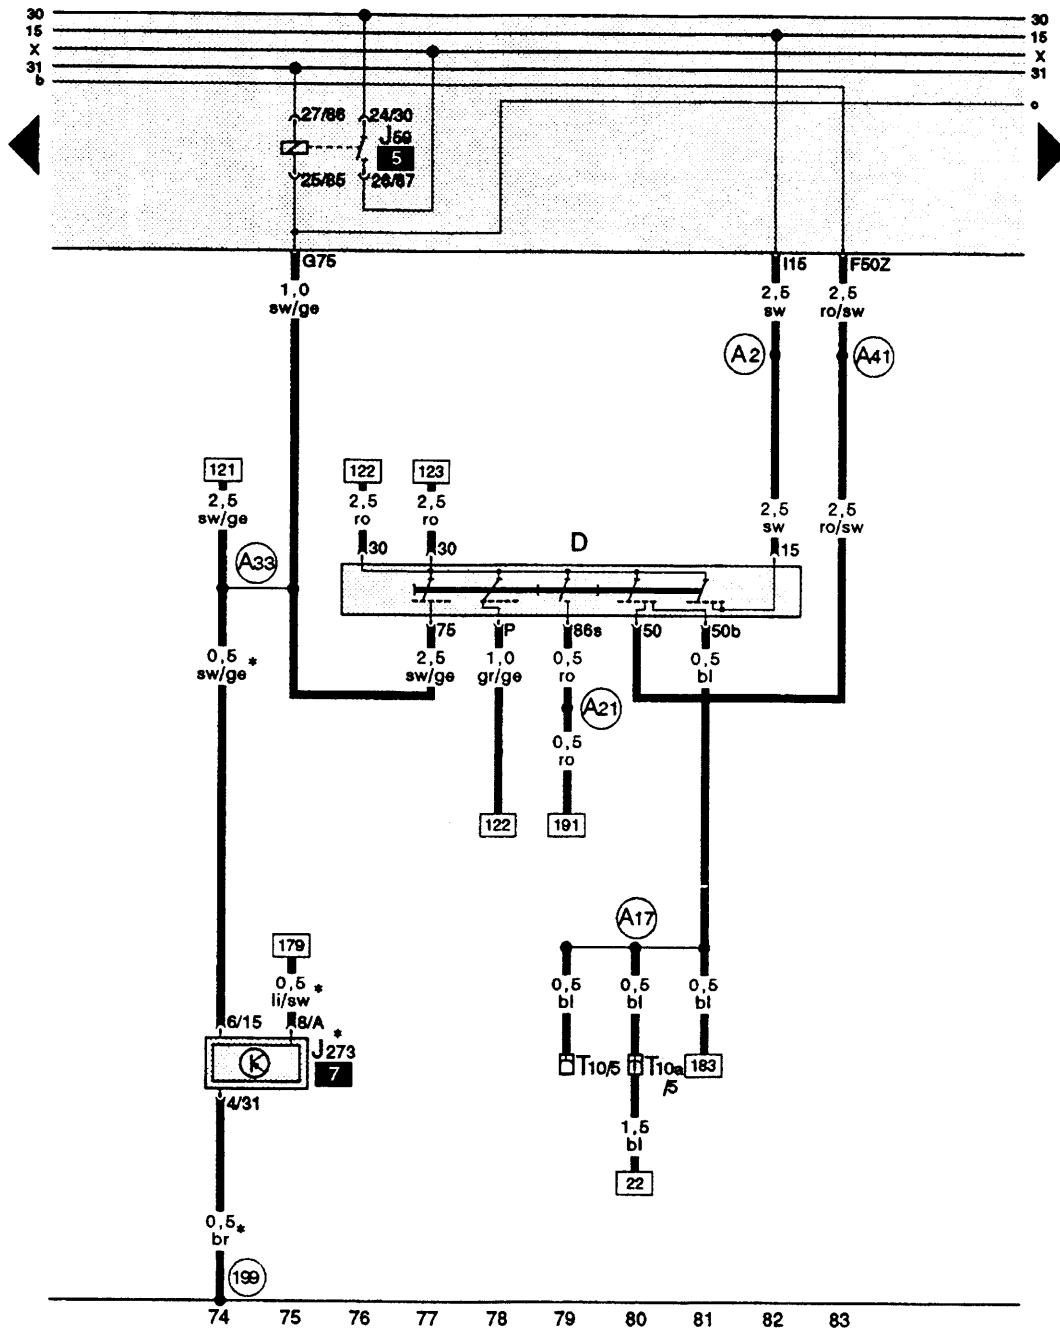 30
30
15
15
X
X
31
31
b
c
27/86
24/30
J59
5
25/85
26/87
G75
I15
F50Z
1,0
sw/ge
2,5
sw
2,5
ro/sw
A2
A41
121
122
123
2,5
sw/ge
2,5
ro
2,5
ro
2,5
sw
2,5
ro/sw
D
30
30
15
A33
75
P
86s
50
50b
0,5
sw/ge*
2,5
sw/ge
1,0
gr/ge
0,5
ro
0,5
bl
A21
0,5
ro
122
191
A17
179
0,5
li/sw*
0,5
bl
0,5
bl
0,5
bl
6/15
8/A
*
J273
7
T10/5
T10a
/5
183
4/31
1,5
bl
22
0,5
br*
199
74 75 76 77 78 79 80 81 82 83